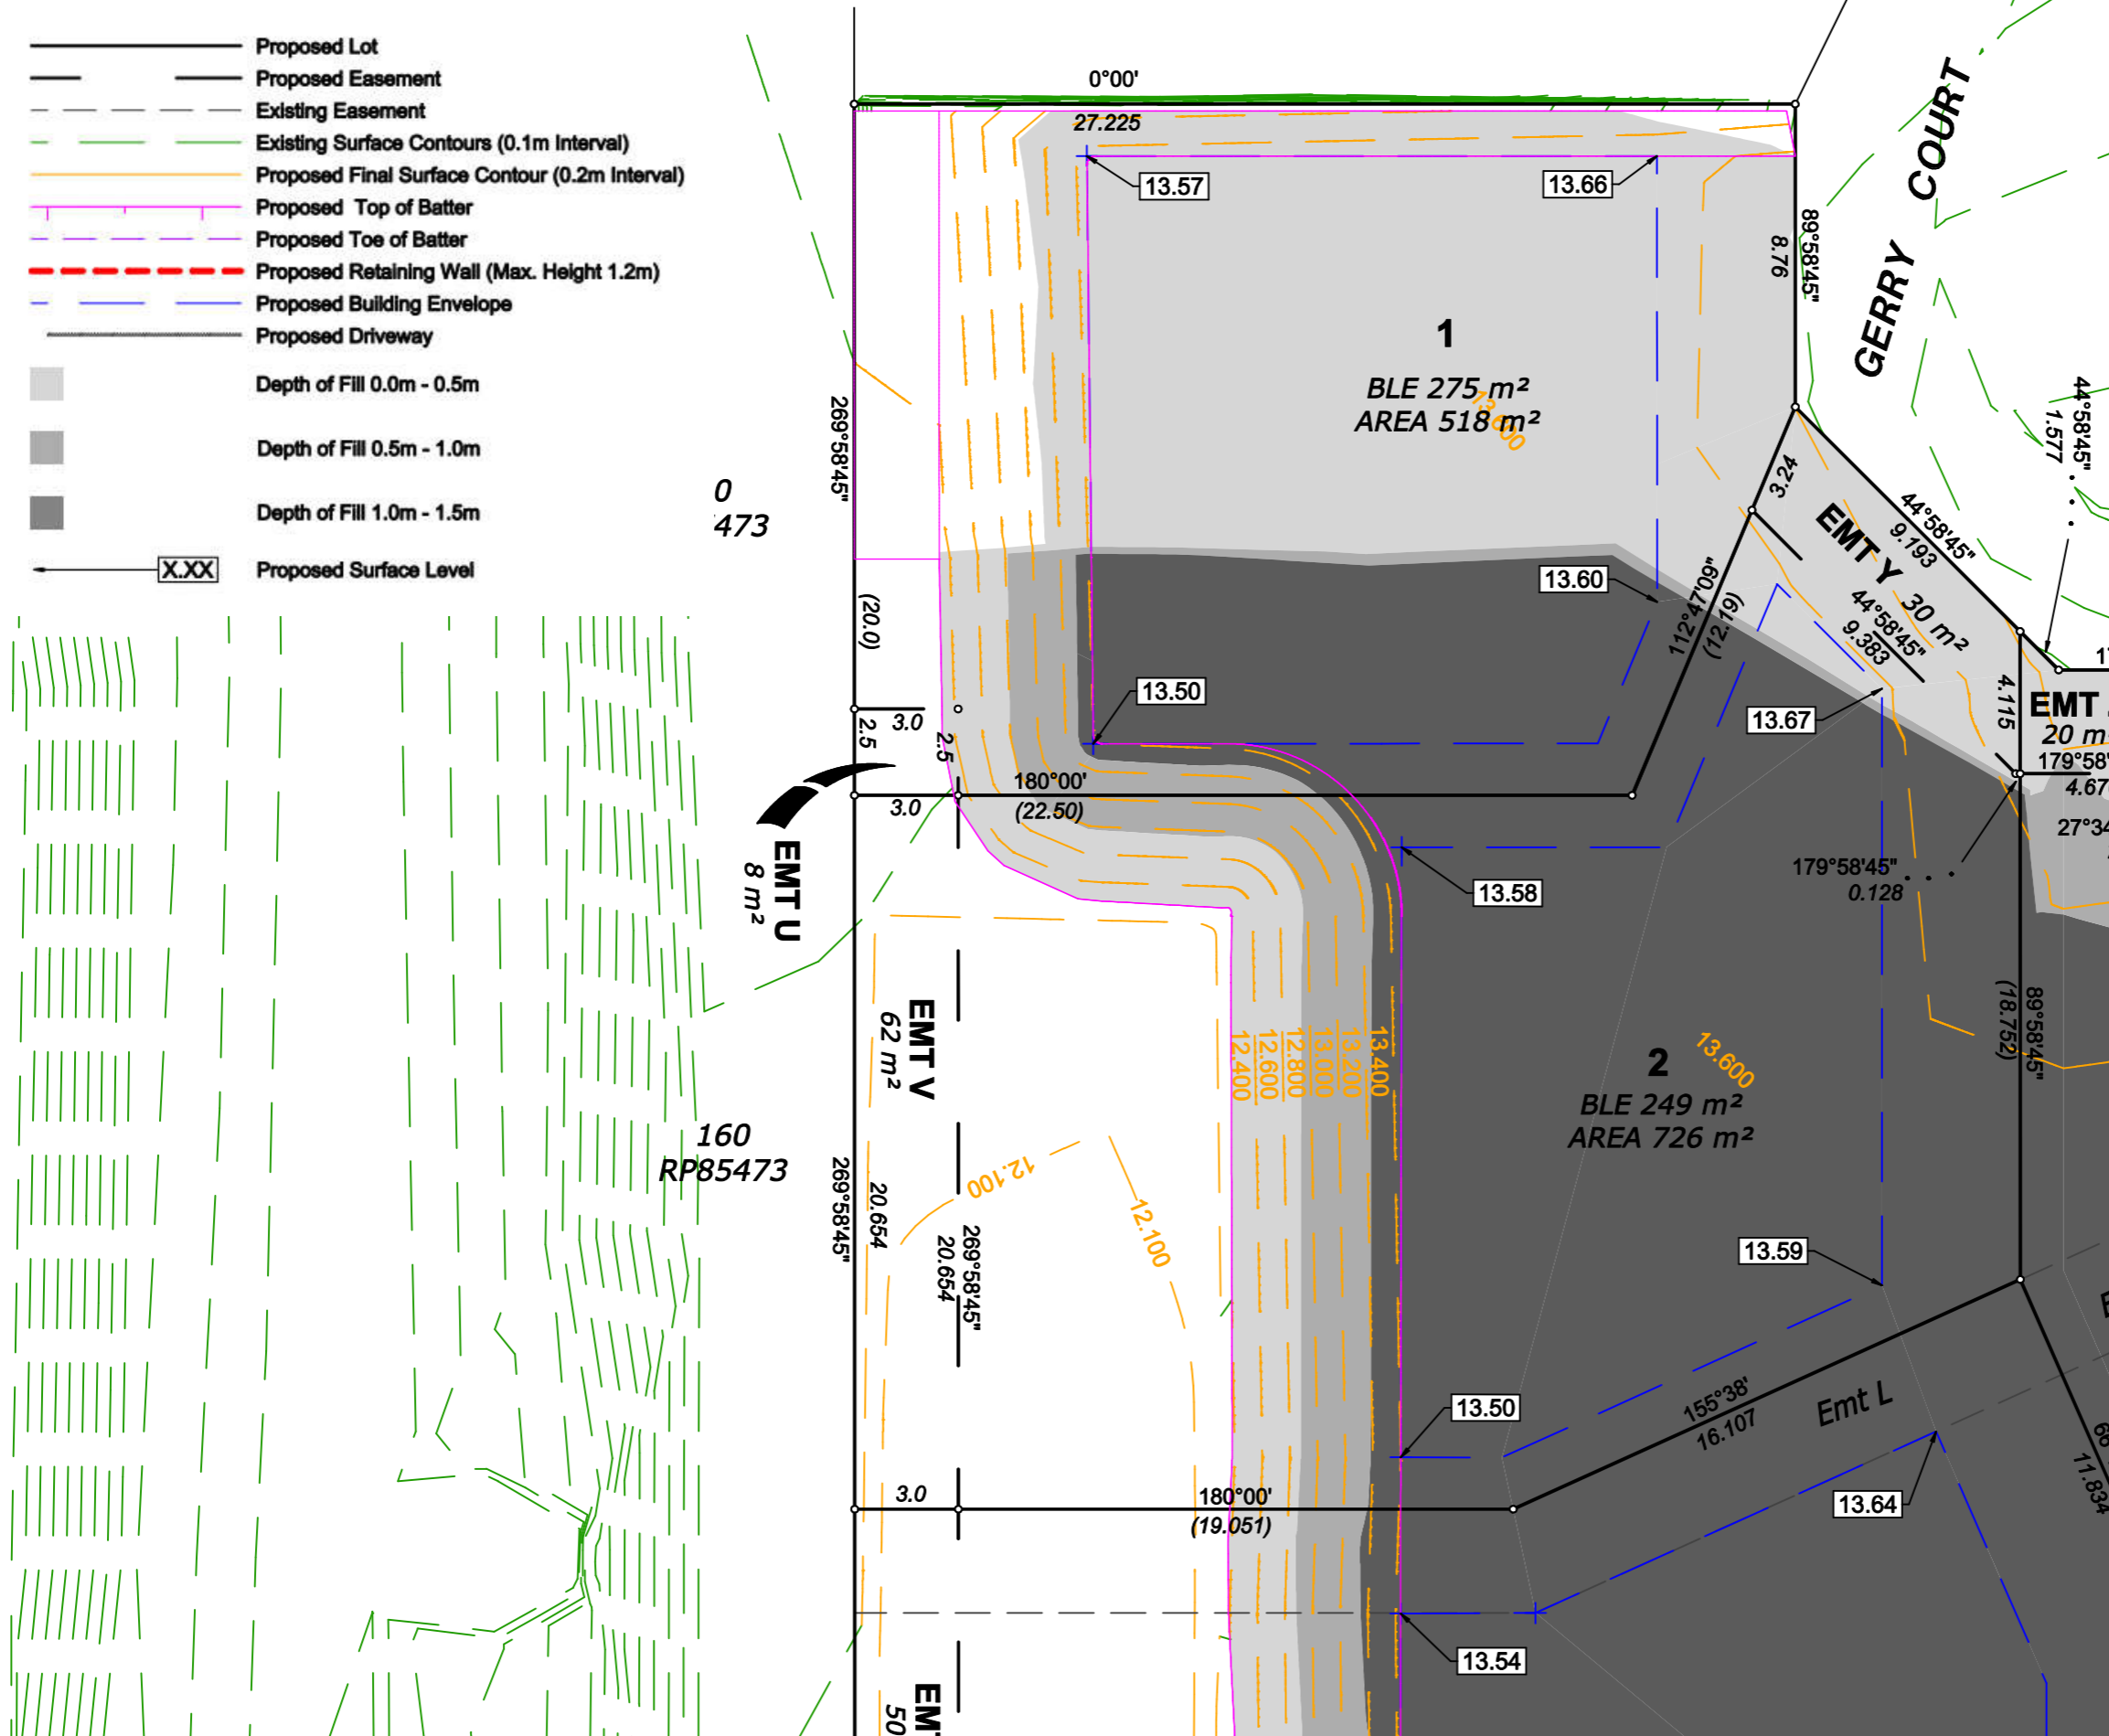 Proposed Lot
Proposed Easement
Existing Easement
Existing Surface Contours (0.1m Interval)
Proposed Final Surface Contour (0.2m Interval)
Proposed Top of Batter
Proposed Toe of Batter
Proposed Retaining Wall (Max. Height 1.2m)
Proposed Building Envelope
Proposed Driveway
Depth of Fill 0.0m - 0.5m
Depth of Fill 0.5m - 1.0m
Depth of Fill 1.0m - 1.5m
X.XX
Proposed Surface Level
0°00'
27.225
13.57
13.66
89°58'45"
8.76
GERRY COURT
1
BLE 275 m²
AREA 518 m²
13.600
269°58'45"
(20.0)
0
473
3.24
44°58'45"
9.193
44°58'45"
1.577
EMT Y
30 m²
44°58'45"
9.383
112°47'09"
(12.19)
13.60
13.50
13.67
4.115
EMT
20 m
179°58'
4.67
27°34
17
3.0
2.5
2.5
3.0
180°00'
(22.50)
EMT U
8 m²
13.58
179°58'45"
0.128
89°58'45"
(18.752)
EMT V
62 m²
12.400
12.600
12.800
13.000
13.200
13.400
2
BLE 249 m²
AREA 726 m²
13.600
160
RP85473
269°58'45"
20.654
269°58'45"
20.654
12.100
12.100
13.59
13.50
155°38'
16.107
Emt L
13.64
66
11.834
3.0
180°00'
(19.051)
13.54
EMT
50